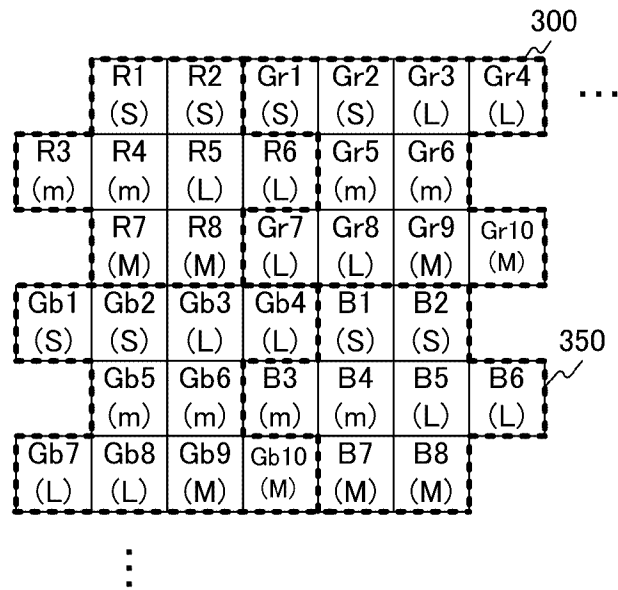 300
R1 R2 Gr1 Gr2 Gr3 Gr4 ...
(S) (S) (S) (S) (L) (L)
R3 R4 R5 R6 Gr5 Gr6
(m) (m) (L) (L) (m) (m)
R7 R8 Gr7 Gr8 Gr9 Gr10
(M) (M) (L) (L) (M) (M)
Gb1 Gb2 Gb3 Gb4 B1 B2
(S) (S) (L) (L) (S) (S)
350
Gb5 Gb6 B3 B4 B5 B6
(m) (m) (m) (m) (L) (L)
Gb7 Gb8 Gb9 Gb10 B7 B8
(L) (L) (M) (M) (M) (M)
⋮